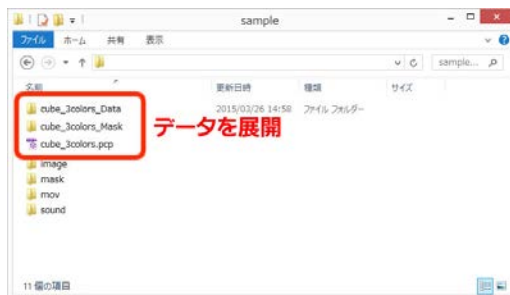 sample
ファイル ホーム 共有 表示
sample...
名前 更新日時 種類 サイズ
cube_3colors_Data 2015/03/26 14:58 ファイル フォルダー
cube_3colors_Mask
cube_3colors.pcp
データを展開
image
mask
mov
sound
11 個の項目